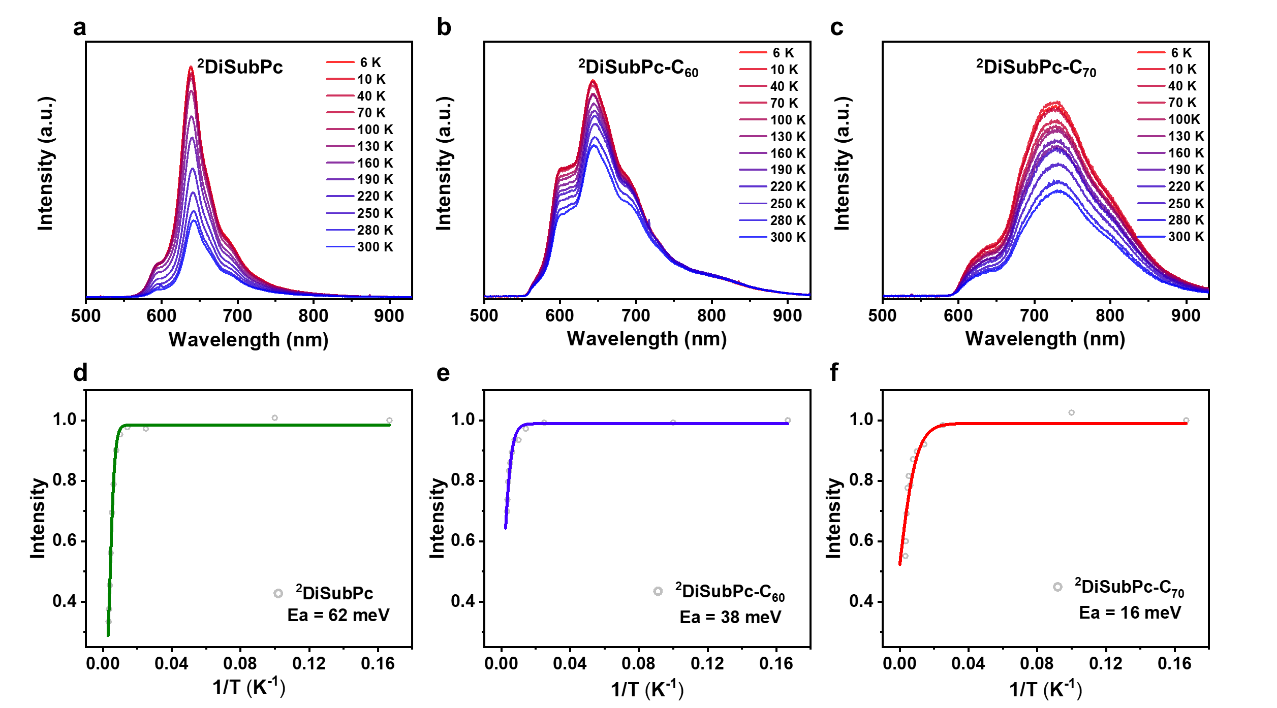 a
²DiSubPc
6 K
10 K
40 K
70 K
100 K
130 K
160 K
190 K
220 K
250 K
280 K
300 K
Intensity (a.u.)
500 600 700 800 900
Wavelength (nm)
b
²DiSubPc-C₆₀
6 K
10 K
40 K
70 K
100 K
130 K
160 K
190 K
220 K
250 K
280 K
300 K
Intensity (a.u.)
500 600 700 800 900
Wavelength (nm)
c
²DiSubPc-C₇₀
6 K
10 K
40 K
70 K
100K
130 K
160 K
190 K
220 K
250 K
280 K
300 K
Intensity (a.u.)
500 600 700 800 900
Wavelength (nm)
d
1.0
0.8
0.6
0.4
Intensity
²DiSubPc
Ea = 62 meV
0.00 0.04 0.08 0.12 0.16
1/T (K⁻¹)
e
1.0
0.8
0.6
0.4
Intensity
²DiSubPc-C₆₀
Ea = 38 meV
0.00 0.04 0.08 0.12 0.16
1/T (K⁻¹)
f
1.0
0.8
0.6
0.4
Intensity
²DiSubPc-C₇₀
Ea = 16 meV
0.00 0.04 0.08 0.12 0.16
1/T (K⁻¹)